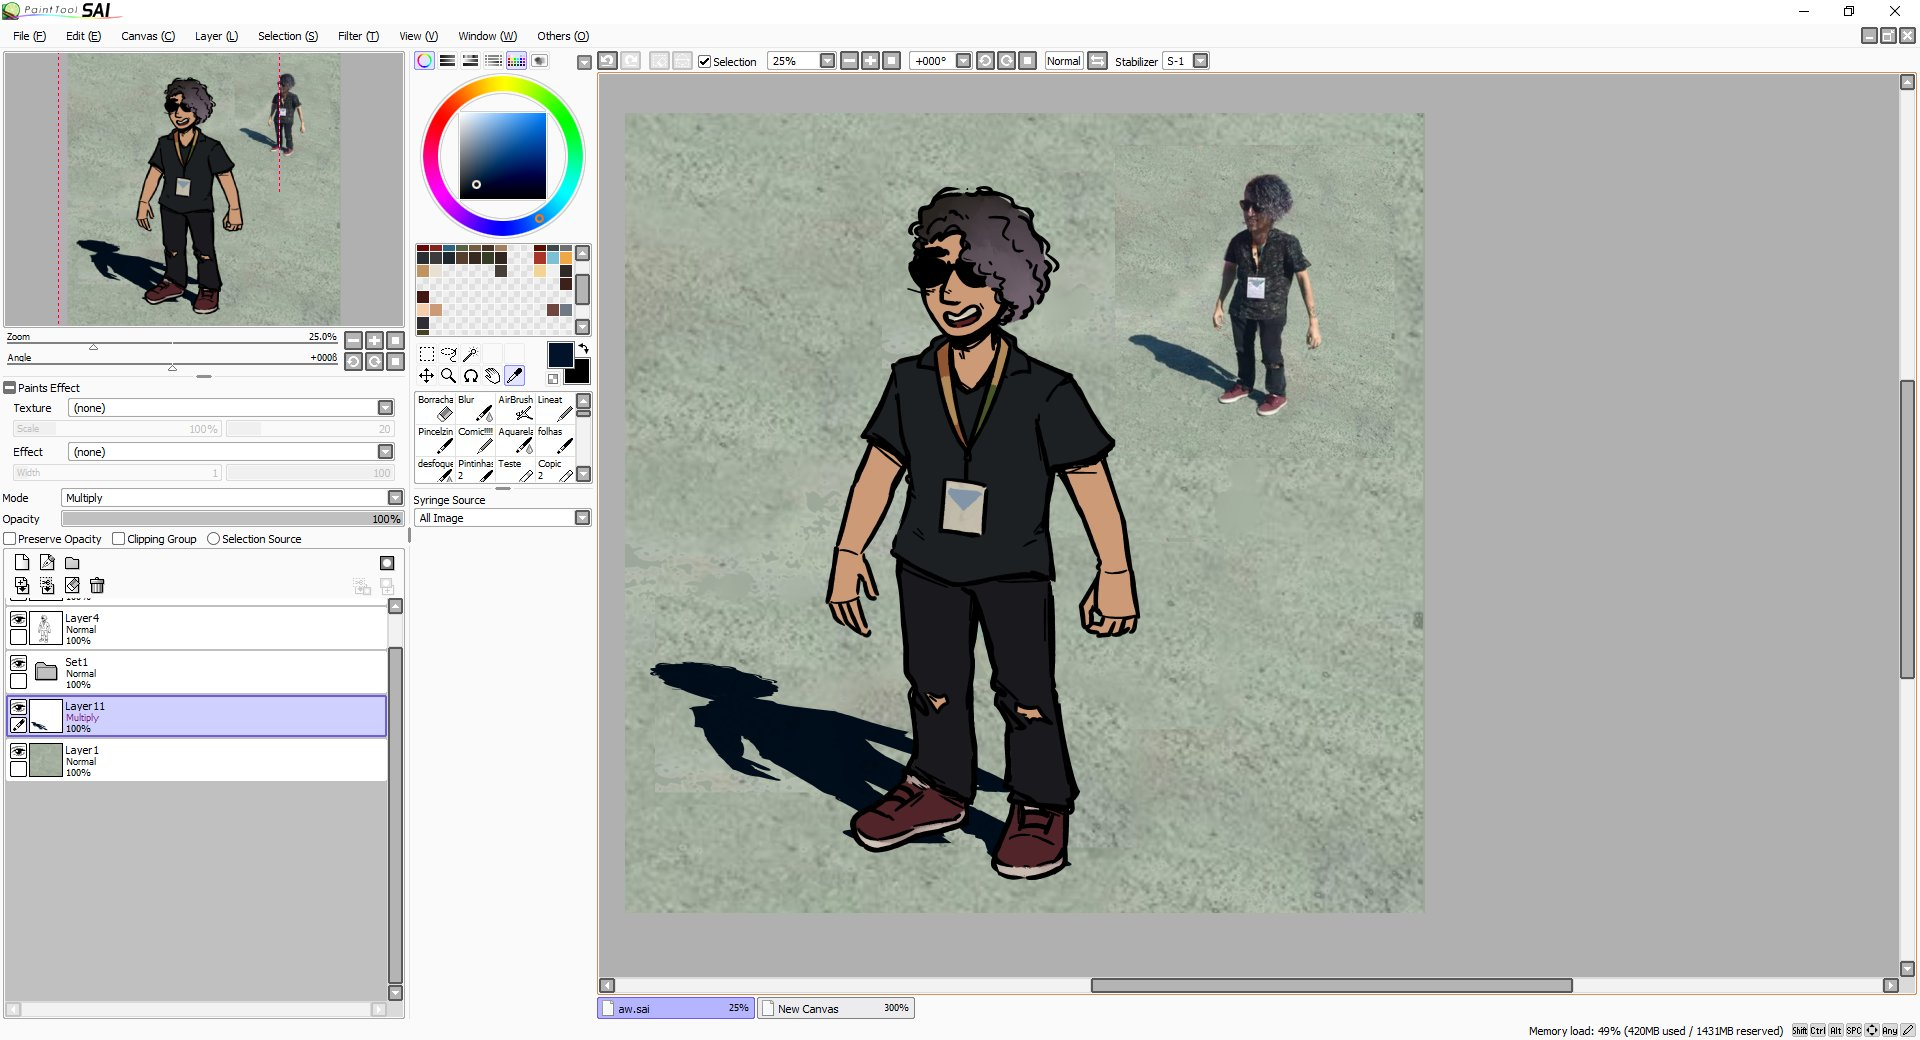 PaintTool SAI
File (F) Edit (E) Canvas (C) Layer (L) Selection (S) Filter (T) View (V) Window (W) Others (O)
Selection 25% +000° Normal Stabilizer S-1
Zoom 25.0%
Angle +000ß
Paints Effect
Texture (none)
Scale 100% 20
Effect (none)
Width 1 100
Mode Multiply
Opacity 100%
Preserve Opacity Clipping Group Selection Source
Layer4
Normal
100%
Set1
Normal
100%
Layer11
Multiply
100%
Layer1
Normal
100%
Borracha Blur AirBrush Lineat
Pincelzin Comic!!!! Aquarela folhas
desfoque Pintinhas Teste Copic
2 2
Syringe Source
All Image
aw.sai 25% New Canvas 300%
Memory load: 49% (420MB used / 1431MB reserved) Shift Ctrl Alt SPC Any